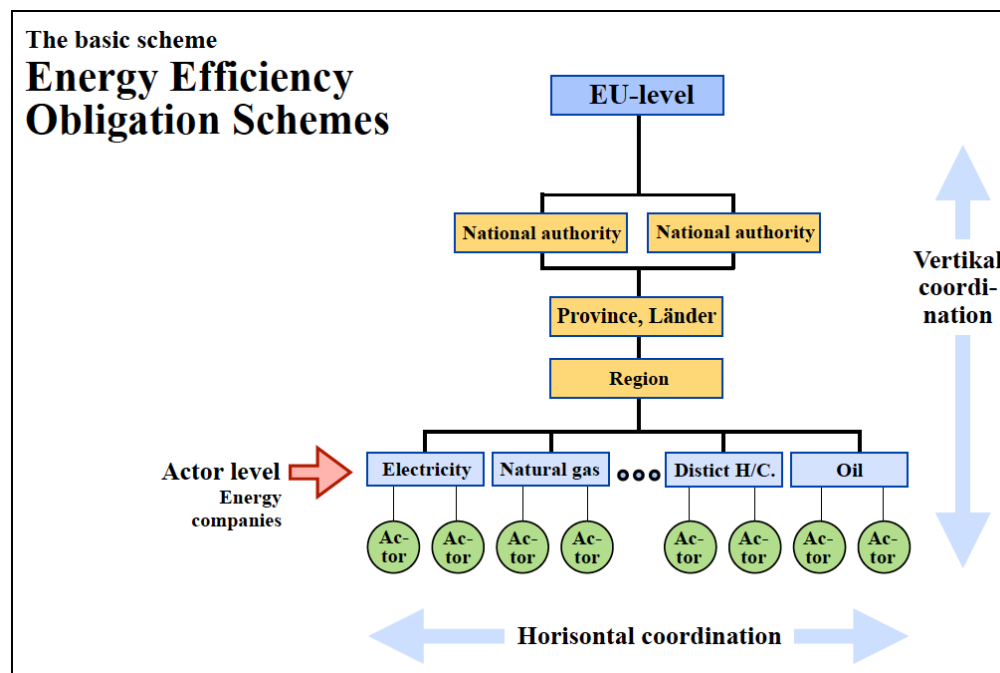 The basic scheme
Energy Efficiency
Obligation Schemes
EU-level
National authority
National authority
Province, Länder
Region
Vertikal
coordi-
nation
Actor level
Energy
companies
Electricity
Natural gas
Distict H/C.
Oil
Ac-
tor
Ac-
tor
Ac-
tor
Ac-
tor
Ac-
tor
Ac-
tor
Ac-
tor
Ac-
tor
Horisontal coordination